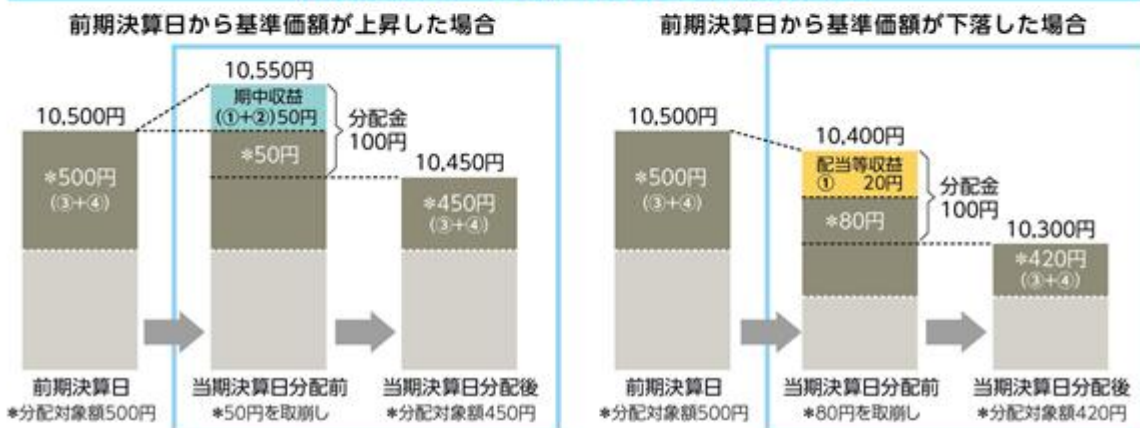 前期決算日から基準価額が上昇した場合
10,550円
期中収益
(①+②)50円
10,500円
分配金
100円
*50円
10,450円
*500円
(③+④)
*450円
(③+④)
前期決算日
当期決算日分配前
当期決算日分配後
*分配対象額500円
*50円を取崩し
*分配対象額450円
前期決算日から基準価額が下落した場合
10,500円
10,400円
配当等収益
① 20円
分配金
100円
*500円
(③+④)
*80円
10,300円
*420円
(③+④)
前期決算日
当期決算日分配前
当期決算日分配後
*分配対象額500円
*80円を取崩し
*分配対象額420円